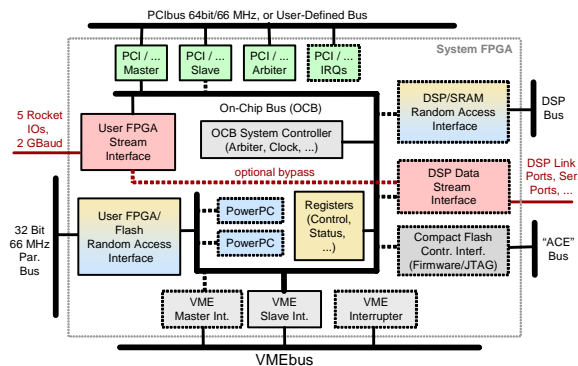 PCIbus 64bit/66 MHz, or User-Defined Bus
System FPGA
PCI / ...
Master
PCI / ...
Slave
PCI / ...
Arbiter
PCI / ...
IRQs
On-Chip Bus (OCB)
5 Rocket
IOs,
2 GBaud
User FPGA
Stream
Interface
OCB System Controller
(Arbiter, Clock, ...)
DSP/SRAM
Random Access
Interface
DSP
Bus
optional bypass
DSP Data
Stream
Interface
DSP Link
Ports, Ser
Ports, ...
32 Bit
66 MHz
Par.
Bus
User FPGA/
Flash
Random Access
Interface
PowerPC
PowerPC
Registers
(Control,
Status,
...)
Compact Flash
Contr. Interf.
(Firmware/JTAG)
“ACE”
Bus
VME
Master Int.
VME
Slave Int.
VME
Interrupter
VMEbus